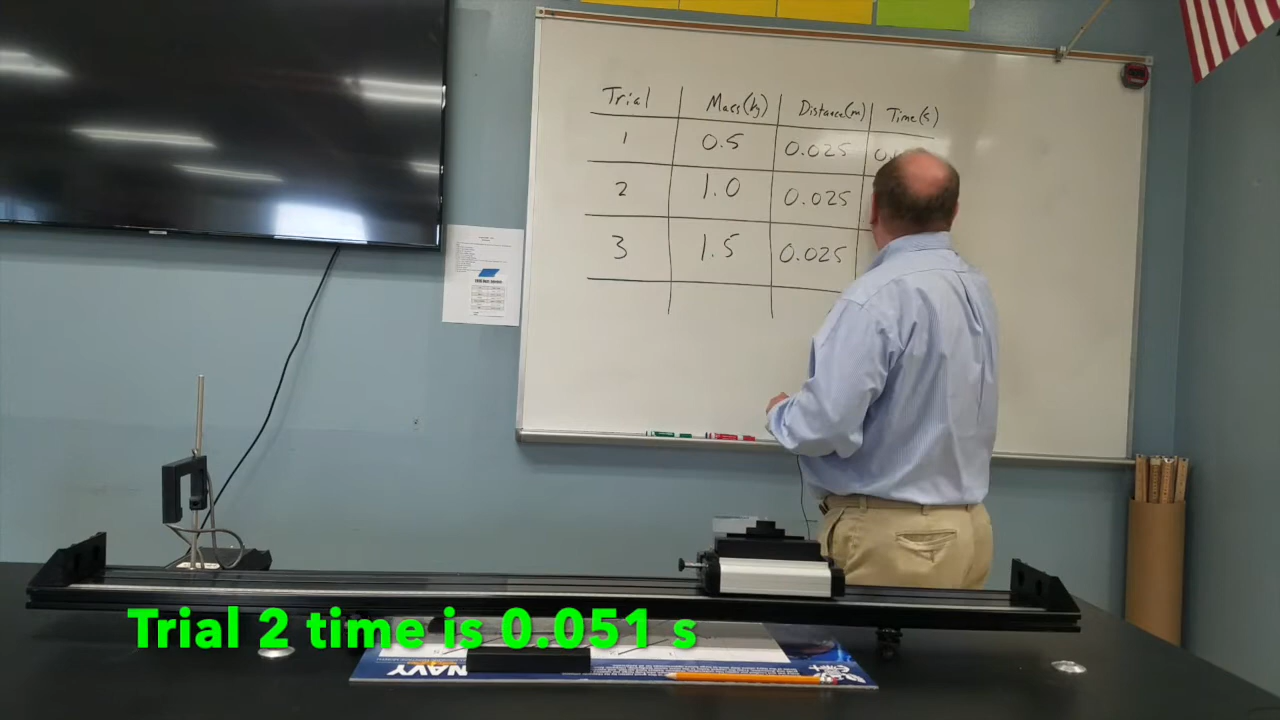 Trial Mass(kg) Distance(m) Time(s)
1 0.5 0.025
2 1.0 0.025
3 1.5 0.025
Trial 2 time is 0.051 s
NAVY